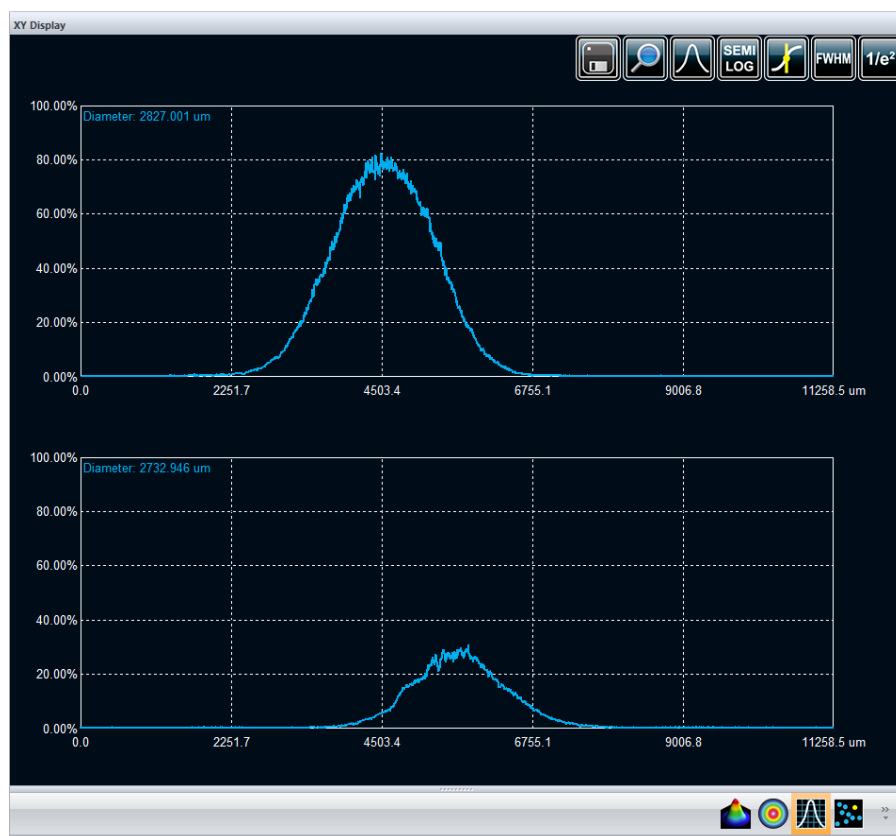 XY Display
SEMI
LOG
FWHM
1/e²
100.00%
Diameter: 2827.001 um
80.00%
60.00%
40.00%
20.00%
0.00%
0.0 2251.7 4503.4 6755.1 9006.8 11258.5 um
100.00%
Diameter: 2732.946 um
80.00%
60.00%
40.00%
20.00%
0.00%
0.0 2251.7 4503.4 6755.1 9006.8 11258.5 um